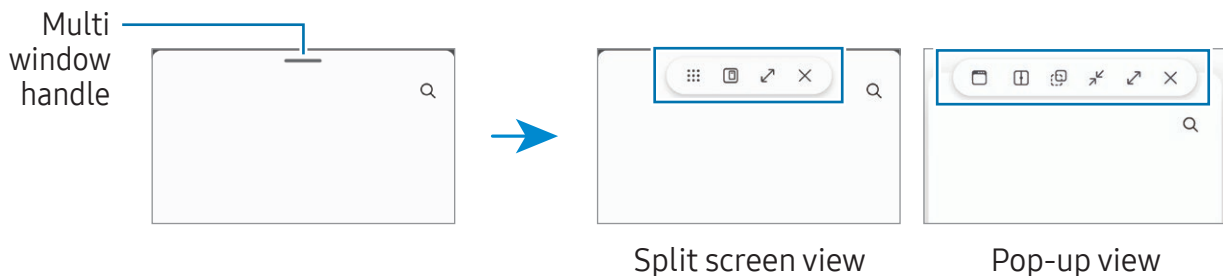 Multi
window
handle
Split screen view
Pop-up view